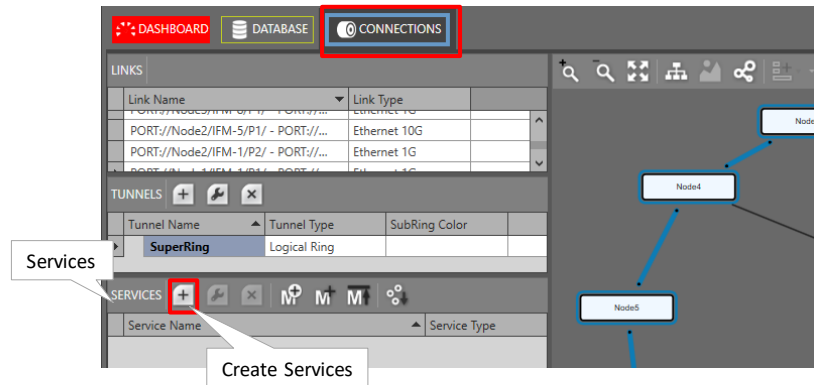 DASHBOARD DATABASE CONNECTIONS
LINKS
Link Name Link Type
PORT://Node2/IFM-5/P1/ - PORT://... Ethernet 10G
PORT://Node2/IFM-1/P2/ - PORT://... Ethernet 1G
Node
Node4
TUNNELS
Tunnel Name Tunnel Type SubRing Color
SuperRing Logical Ring
Services
SERVICES
Node5
Service Name Service Type
Create Services